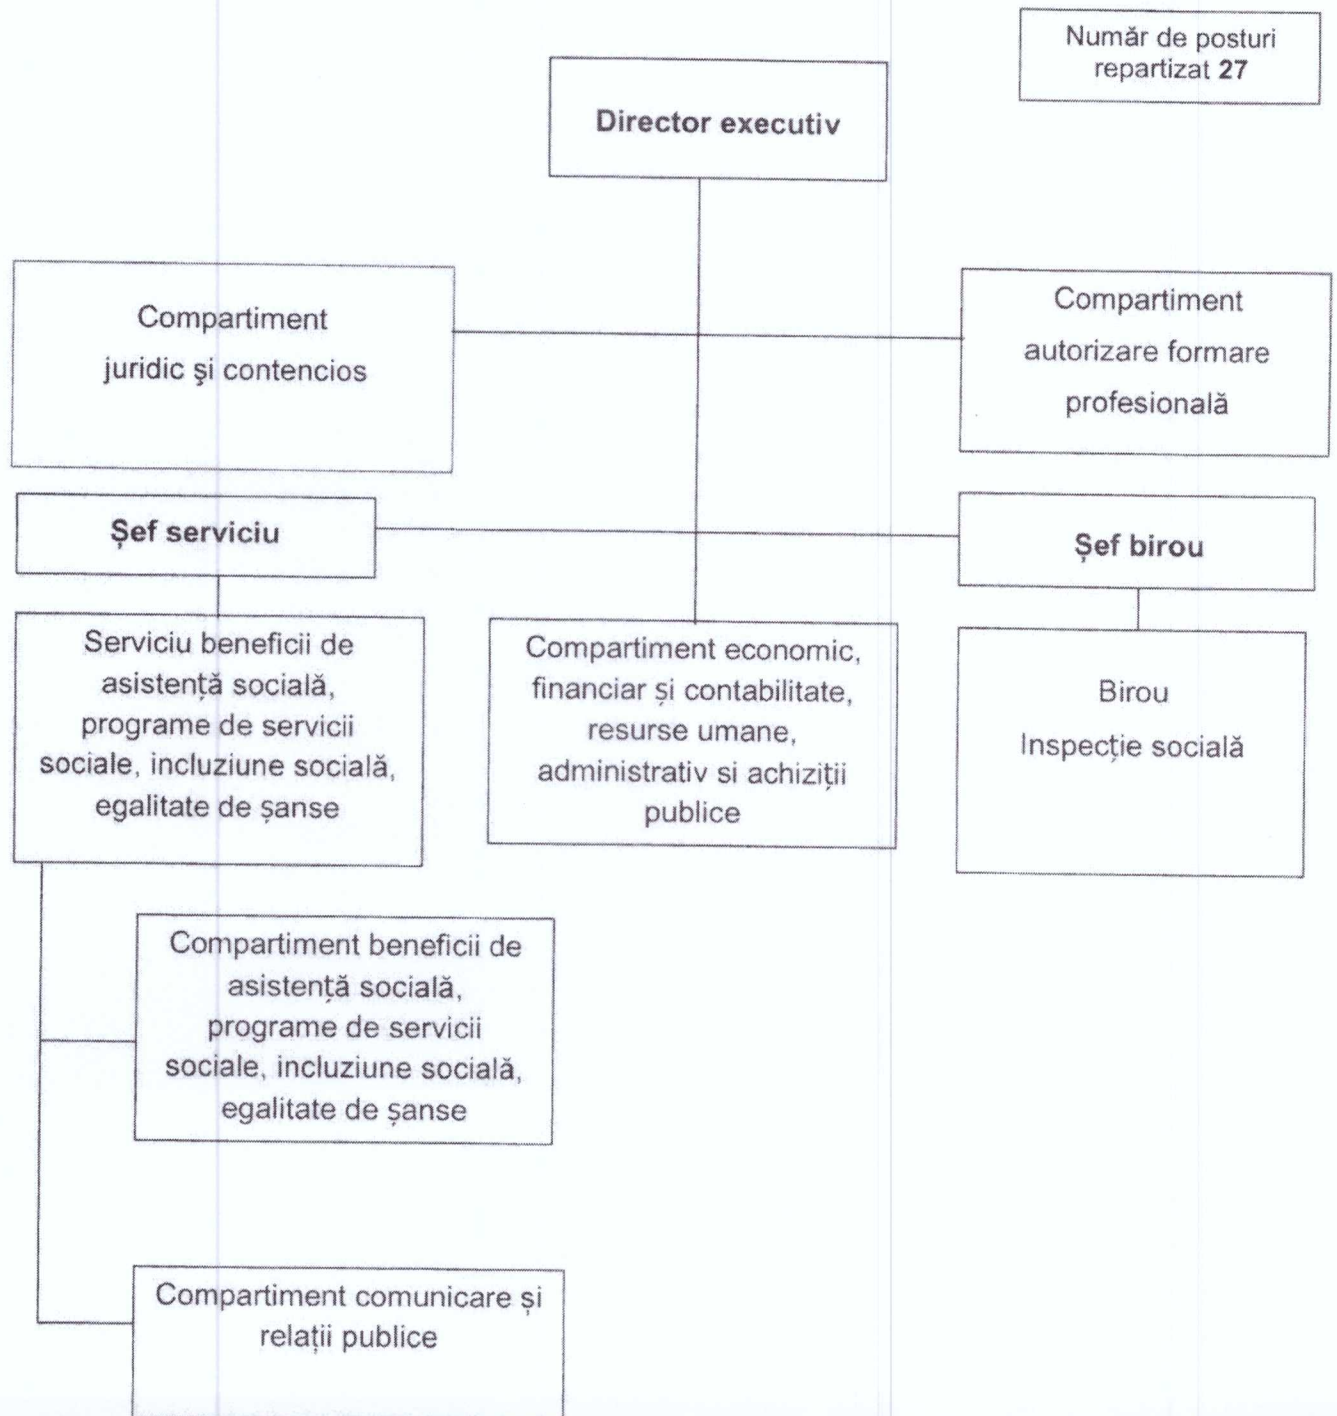 Număr de posturi
repartizat 27
Director executiv
Compartiment
juridic şi contencios
Compartiment
autorizare formare
profesională
Șef serviciu
Șef birou
Serviciu beneficii de
asistență socială,
programe de servicii
sociale, incluziune socială,
egalitate de șanse
Compartiment economic,
financiar și contabilitate,
resurse umane,
administrativ si achiziții
publice
Birou
Inspecție socială
Compartiment beneficii de
asistență socială,
programe de servicii
sociale, incluziune socială,
egalitate de șanse
Compartiment comunicare și
relații publice